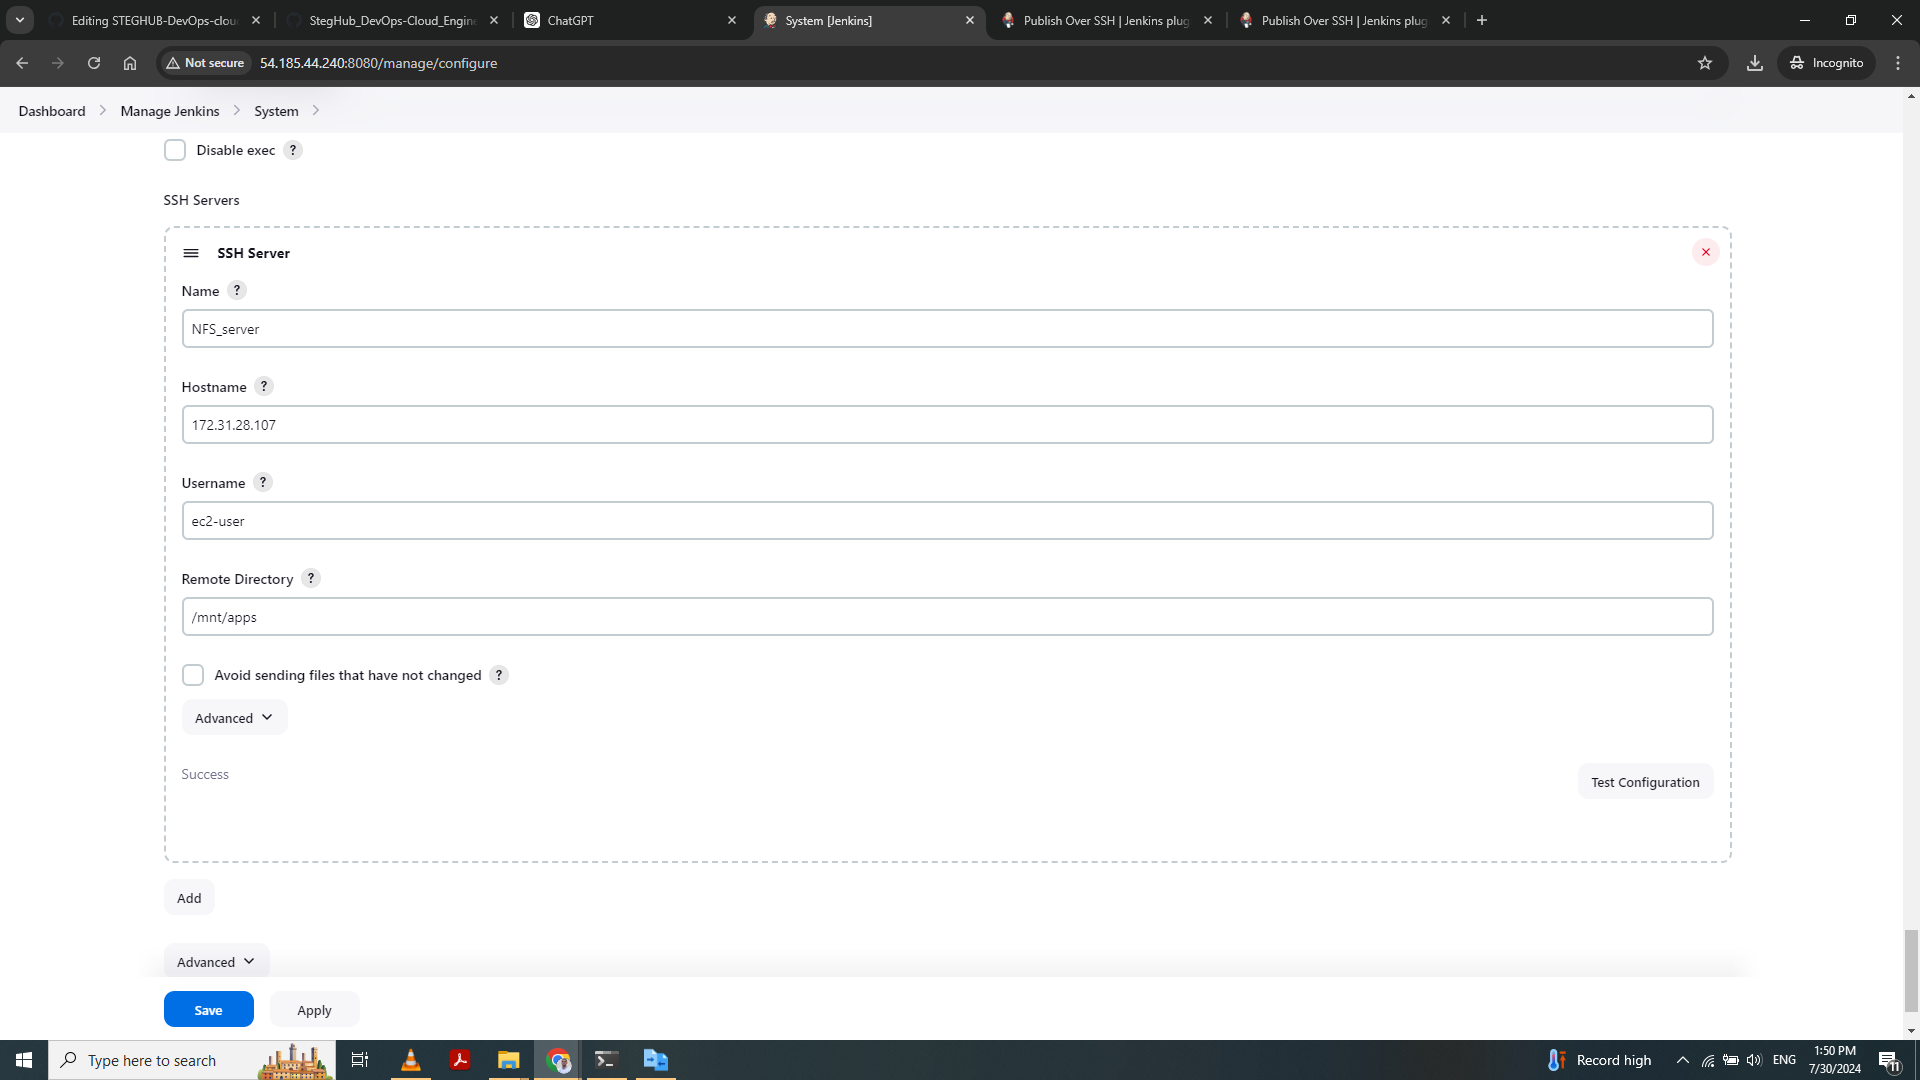 Editing STEGHUB-DevOps-clou
StegHub_DevOps-Cloud_Engine
ChatGPT
System [Jenkins]
Publish Over SSH | Jenkins plug
Publish Over SSH | Jenkins plug
Not secure
54.185.44.240:8080/manage/configure
Incognito
Dashboard
Manage Jenkins
System
Disable exec ?
SSH Servers
SSH Server
Name ?
NFS_server
Hostname ?
172.31.28.107
Username ?
ec2-user
Remote Directory ?
/mnt/apps
Avoid sending files that have not changed ?
Advanced
Success
Test Configuration
Add
Advanced
Save
Apply
Type here to search
Record high
ENG
1:50 PM
7/30/2024
11